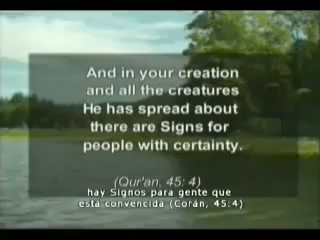 And in your creation
and all the creatures
He has spread about
there are Signs for
people with certainty.
(Qur'an, 45: 4)
hay Signos para gente que
está convencida (Corán, 45:4)